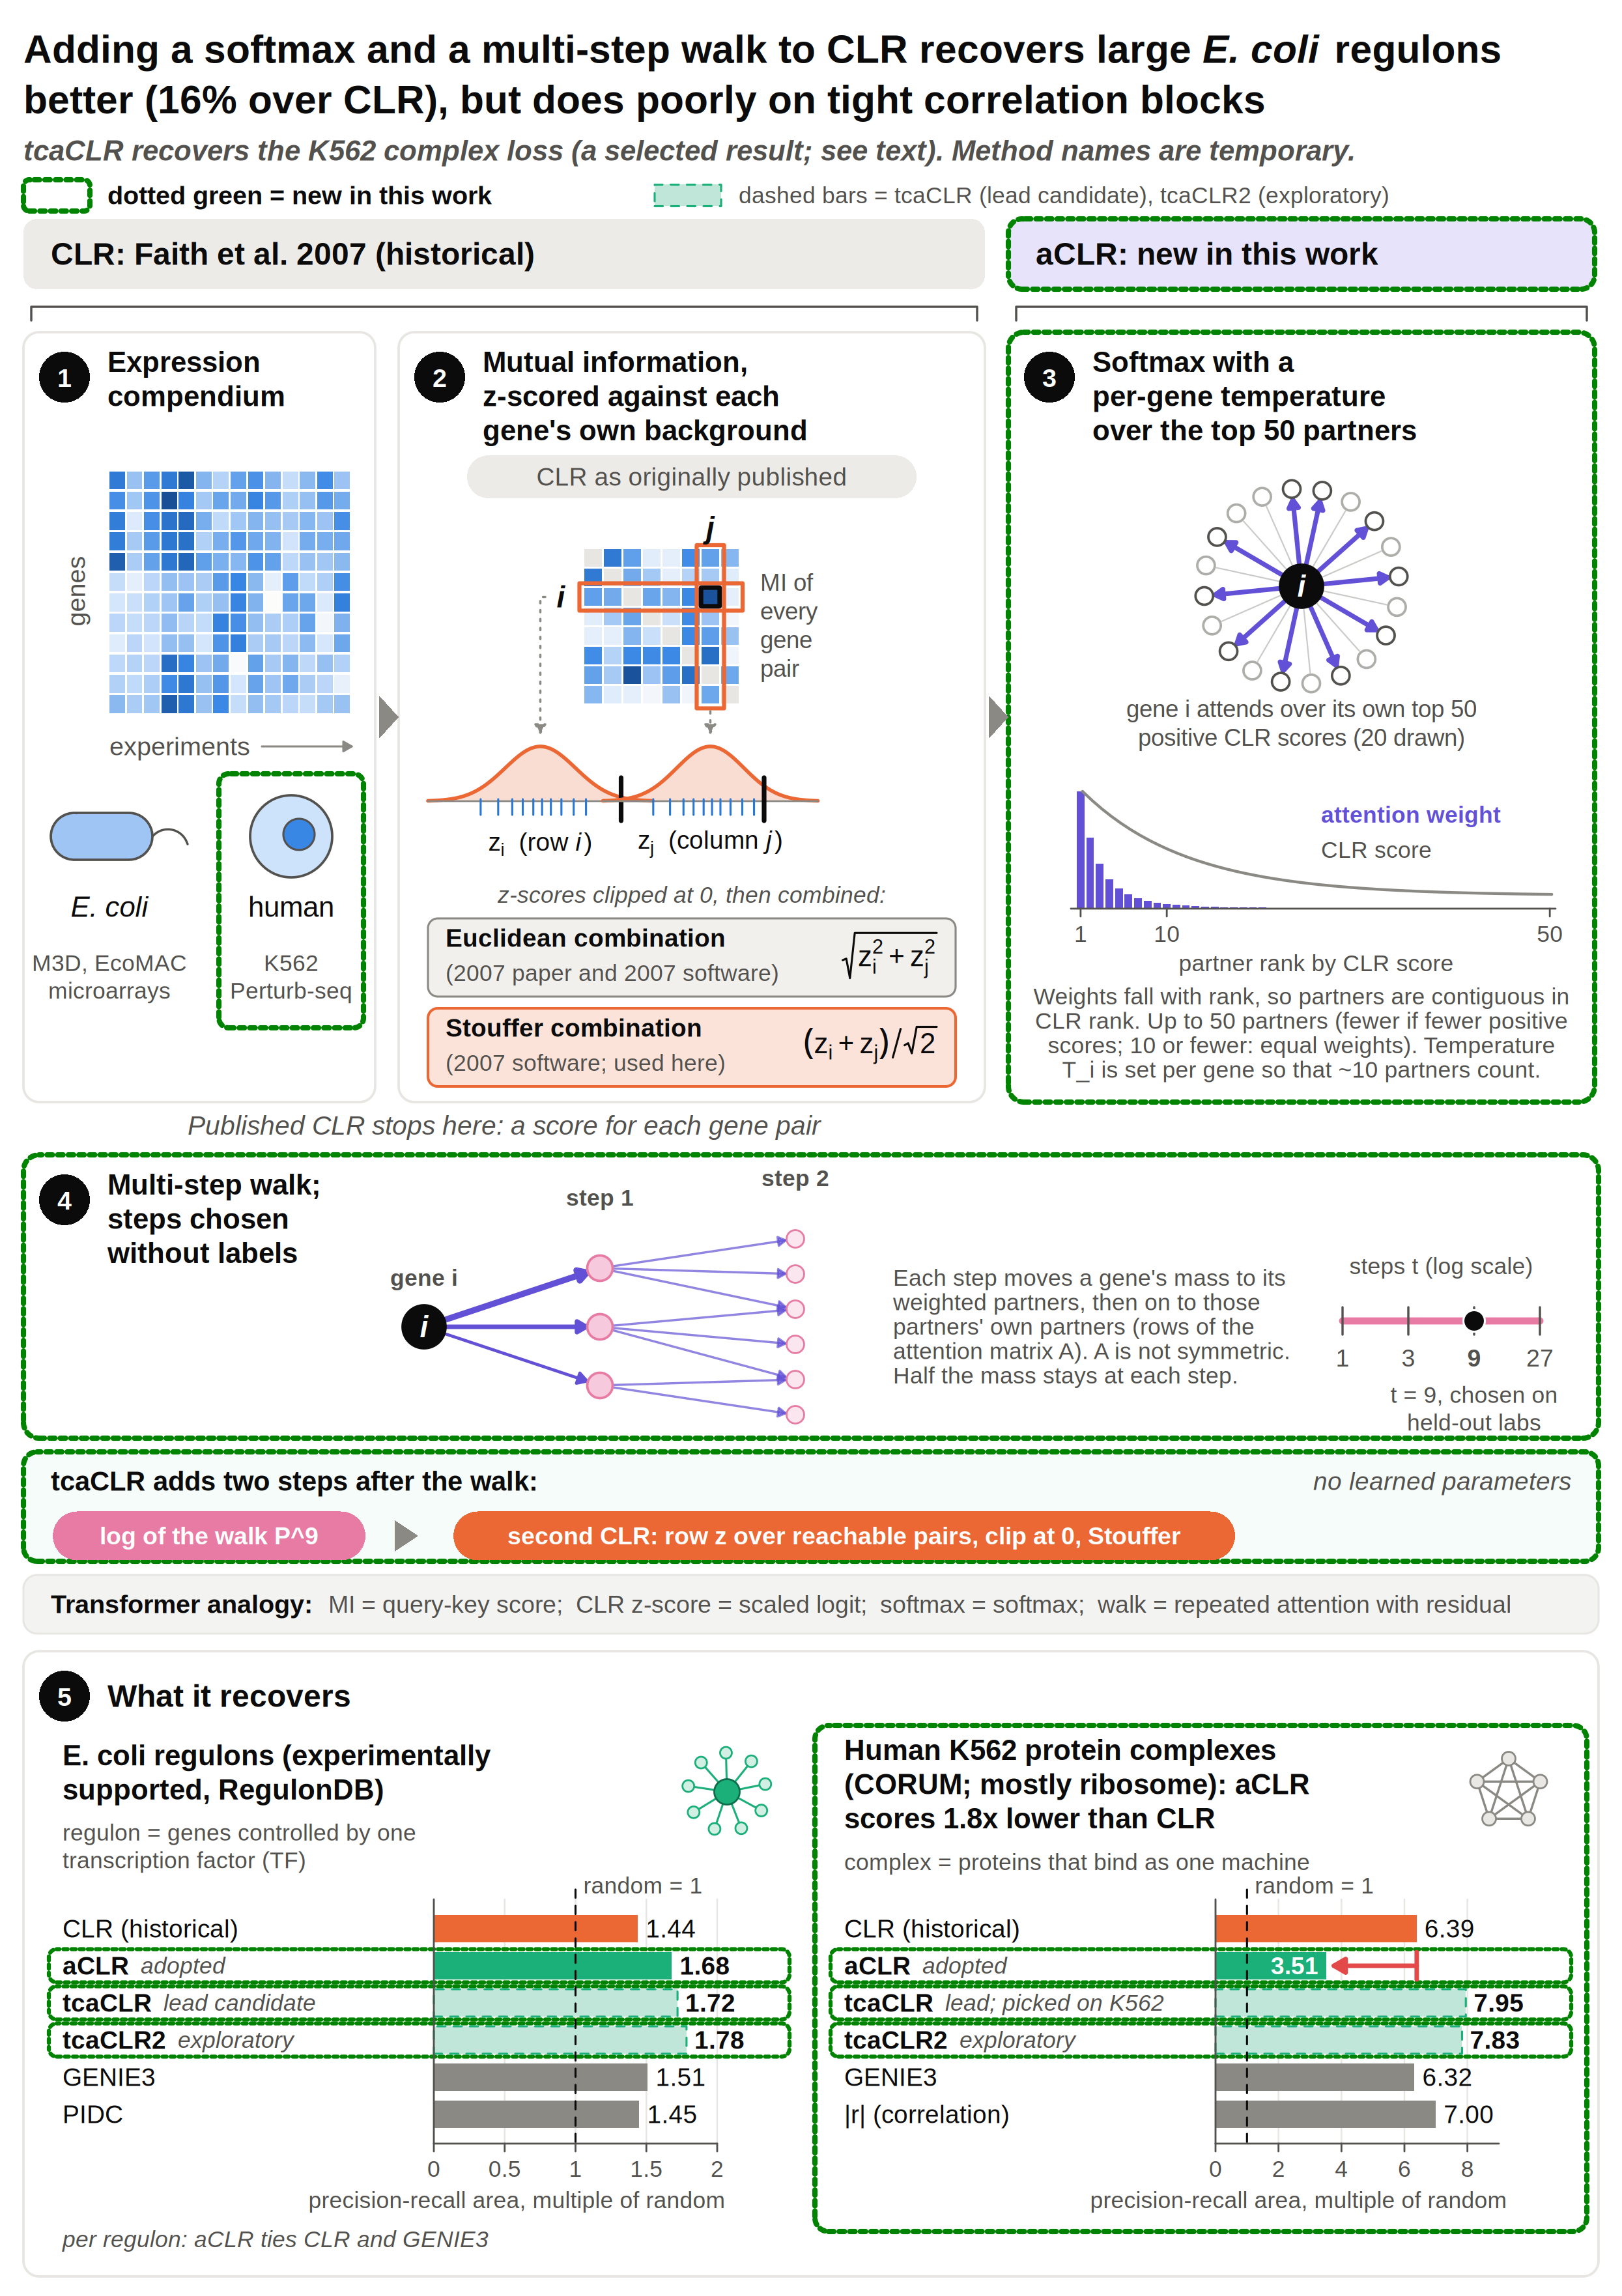 Adding a softmax and a multi-step walk to CLR recovers large E. coli regulons
better (16% over CLR), but does poorly on tight correlation blocks
tcaCLR recovers the K562 complex loss (a selected result; see text). Method names are temporary.
dotted green = new in this work
dashed bars = tcaCLR (lead candidate), tcaCLR2 (exploratory)
CLR: Faith et al. 2007 (historical)
aCLR: new in this work
1
Expression
compendium
genes
experiments
E. coli
human
M3D, EcoMAC
microarrays
K562
Perturb-seq
2
Mutual information,
z-scored against each
gene's own background
CLR as originally published
j
i
MI of
every
gene
pair
z_i (row i)
z_j (column j)
z-scores clipped at 0, then combined:
Euclidean combination
(2007 paper and 2007 software)
√(z_i^2 + z_j^2)
Stouffer combination
(2007 software; used here)
(z_i + z_j)/√2
3
Softmax with a
per-gene temperature
over the top 50 partners
i
gene i attends over its own top 50
positive CLR scores (20 drawn)
attention weight
CLR score
1 10 50
partner rank by CLR score
Weights fall with rank, so partners are contiguous in
CLR rank. Up to 50 partners (fewer if fewer positive
scores; 10 or fewer: equal weights). Temperature
T_i is set per gene so that ~10 partners count.
Published CLR stops here: a score for each gene pair
4
Multi-step walk;
steps chosen
without labels
gene i
i
step 1
step 2
Each step moves a gene's mass to its
weighted partners, then on to those
partners' own partners (rows of the
attention matrix A). A is not symmetric.
Half the mass stays at each step.
steps t (log scale)
1 3 9 27
t = 9, chosen on
held-out labs
tcaCLR adds two steps after the walk:
no learned parameters
log of the walk P^9
second CLR: row z over reachable pairs, clip at 0, Stouffer
Transformer analogy: MI = query-key score; CLR z-score = scaled logit; softmax = softmax; walk = repeated attention with residual
5
What it recovers
E. coli regulons (experimentally
supported, RegulonDB)
regulon = genes controlled by one
transcription factor (TF)
random = 1
CLR (historical) 1.44
aCLR adopted 1.68
tcaCLR lead candidate 1.72
tcaCLR2 exploratory 1.78
GENIE3 1.51
PIDC 1.45
0 0.5 1 1.5 2
precision-recall area, multiple of random
per regulon: aCLR ties CLR and GENIE3
Human K562 protein complexes
(CORUM; mostly ribosome): aCLR
scores 1.8x lower than CLR
complex = proteins that bind as one machine
random = 1
CLR (historical) 6.39
aCLR adopted 3.51
tcaCLR lead; picked on K562 7.95
tcaCLR2 exploratory 7.83
GENIE3 6.32
|r| (correlation) 7.00
0 2 4 6 8
precision-recall area, multiple of random